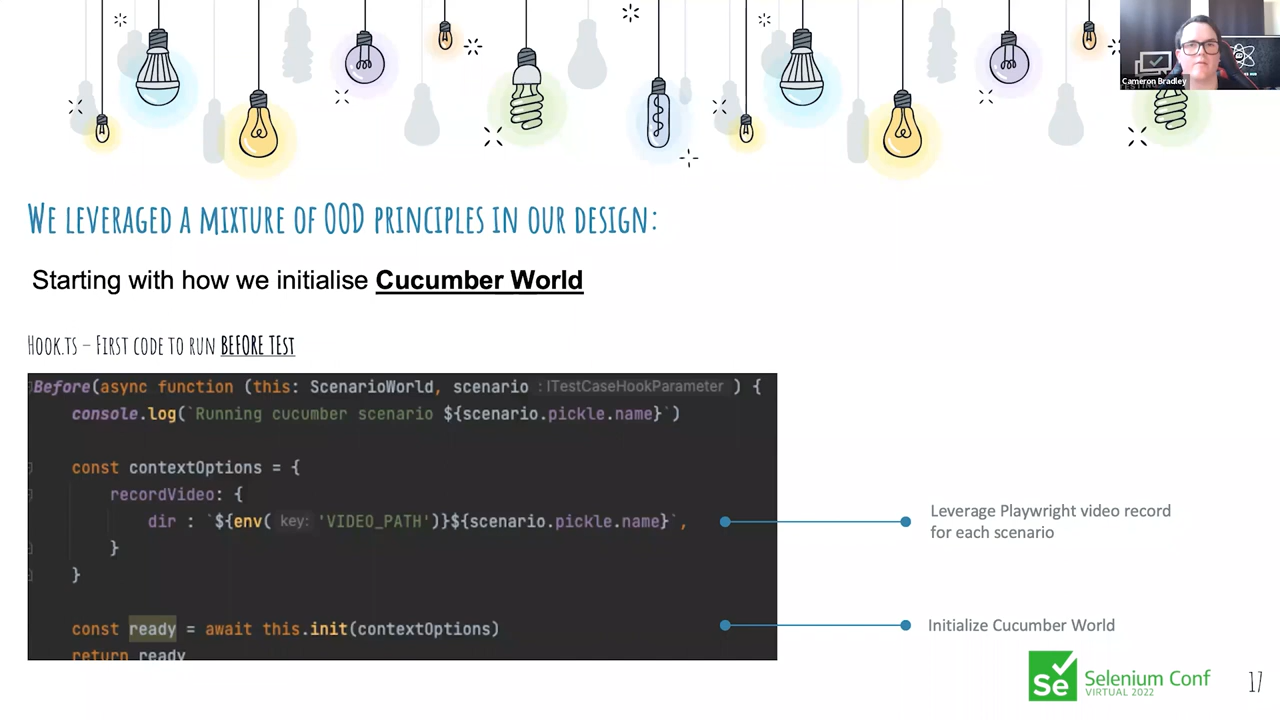 Cameron Bradley
We leveraged a mixture of OOD principles in our design:
Starting with how we initialise Cucumber World
Hook.ts – First code to run BEFORE TEst
Before(async function (this: ScenarioWorld, scenario : ITestCaseHookParameter ) {
console.log(`Running cucumber scenario ${scenario.pickle.name}`)
const contextOptions = {
recordVideo: {
dir : `${env( key: 'VIDEO_PATH')}${scenario.pickle.name}`,
}
}
const ready = await this.init(contextOptions)
return ready
Leverage Playwright video record
for each scenario
Initialize Cucumber World
Se
Selenium Conf
VIRTUAL 2022
17